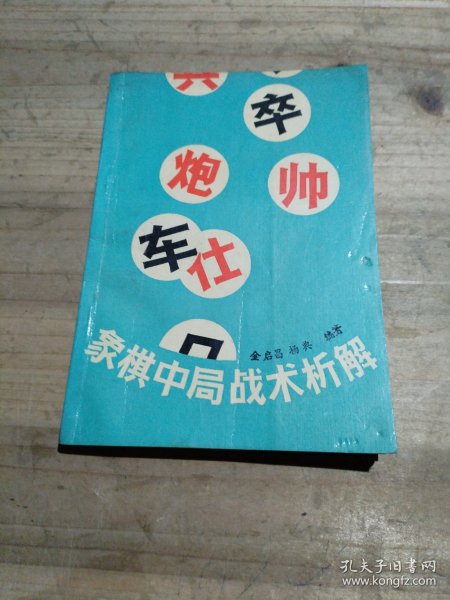 兵
卒
炮
帅
车
仕
金启昌 杨典 编著
象棋中局战术析解
孔夫子旧书网
www.kongfz.com